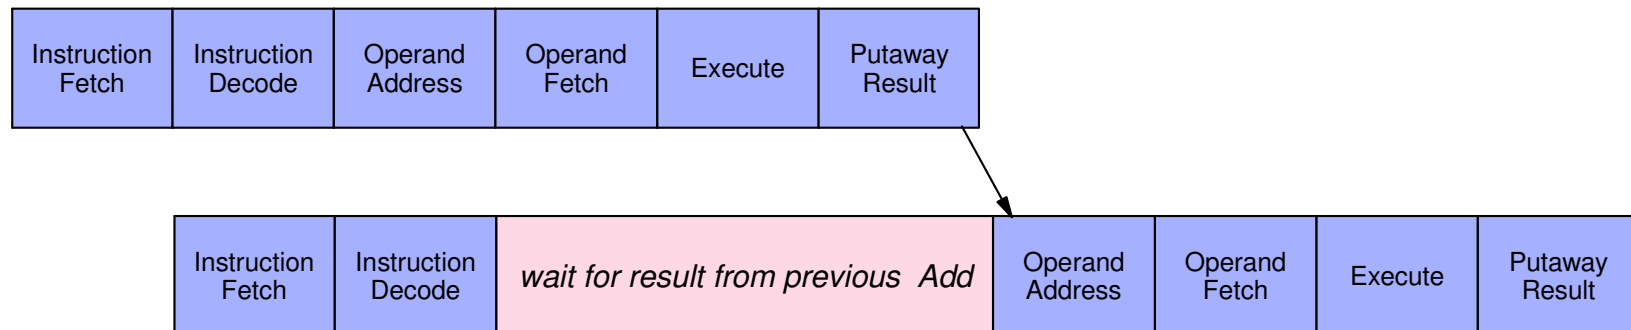 Instruction Fetch
Instruction Decode
Operand Address
Operand Fetch
Execute
Putaway Result
Instruction Fetch
Instruction Decode
wait for result from previous Add
Operand Address
Operand Fetch
Execute
Putaway Result